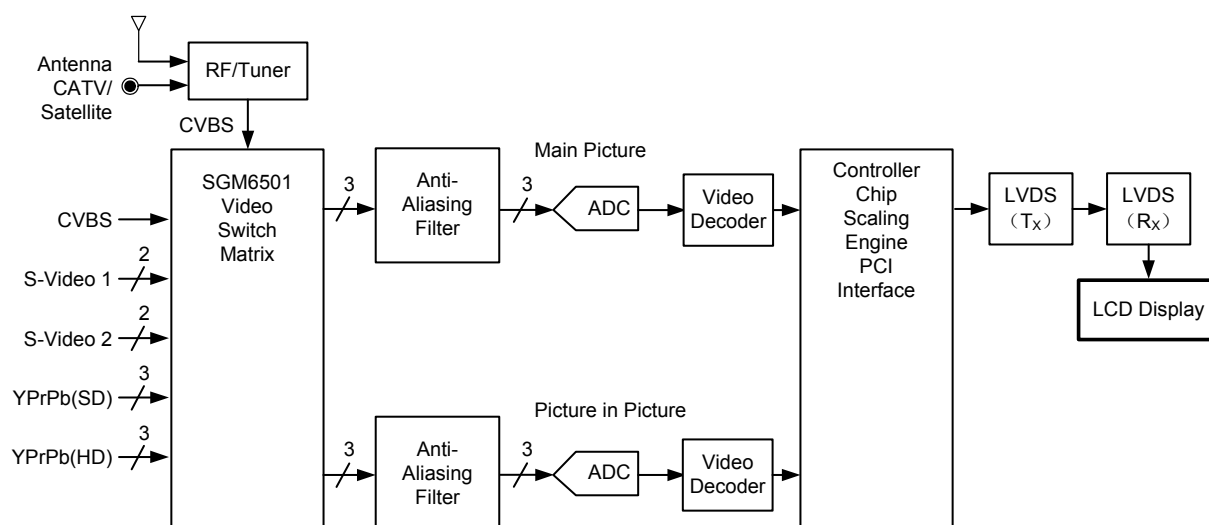 Antenna
CATV/
Satellite
RF/Tuner
CVBS
SGM6501
Video
Switch
Matrix
CVBS
2
S-Video 1
2
S-Video 2
3
YPrPb(SD)
3
YPrPb(HD)
3
Anti-
Aliasing
Filter
3
Main Picture
ADC
Video
Decoder
3
Anti-
Aliasing
Filter
3
Picture in Picture
ADC
Video
Decoder
Controller
Chip
Scaling
Engine
PCI
Interface
LVDS
（TX）
LVDS
（RX）
LCD Display